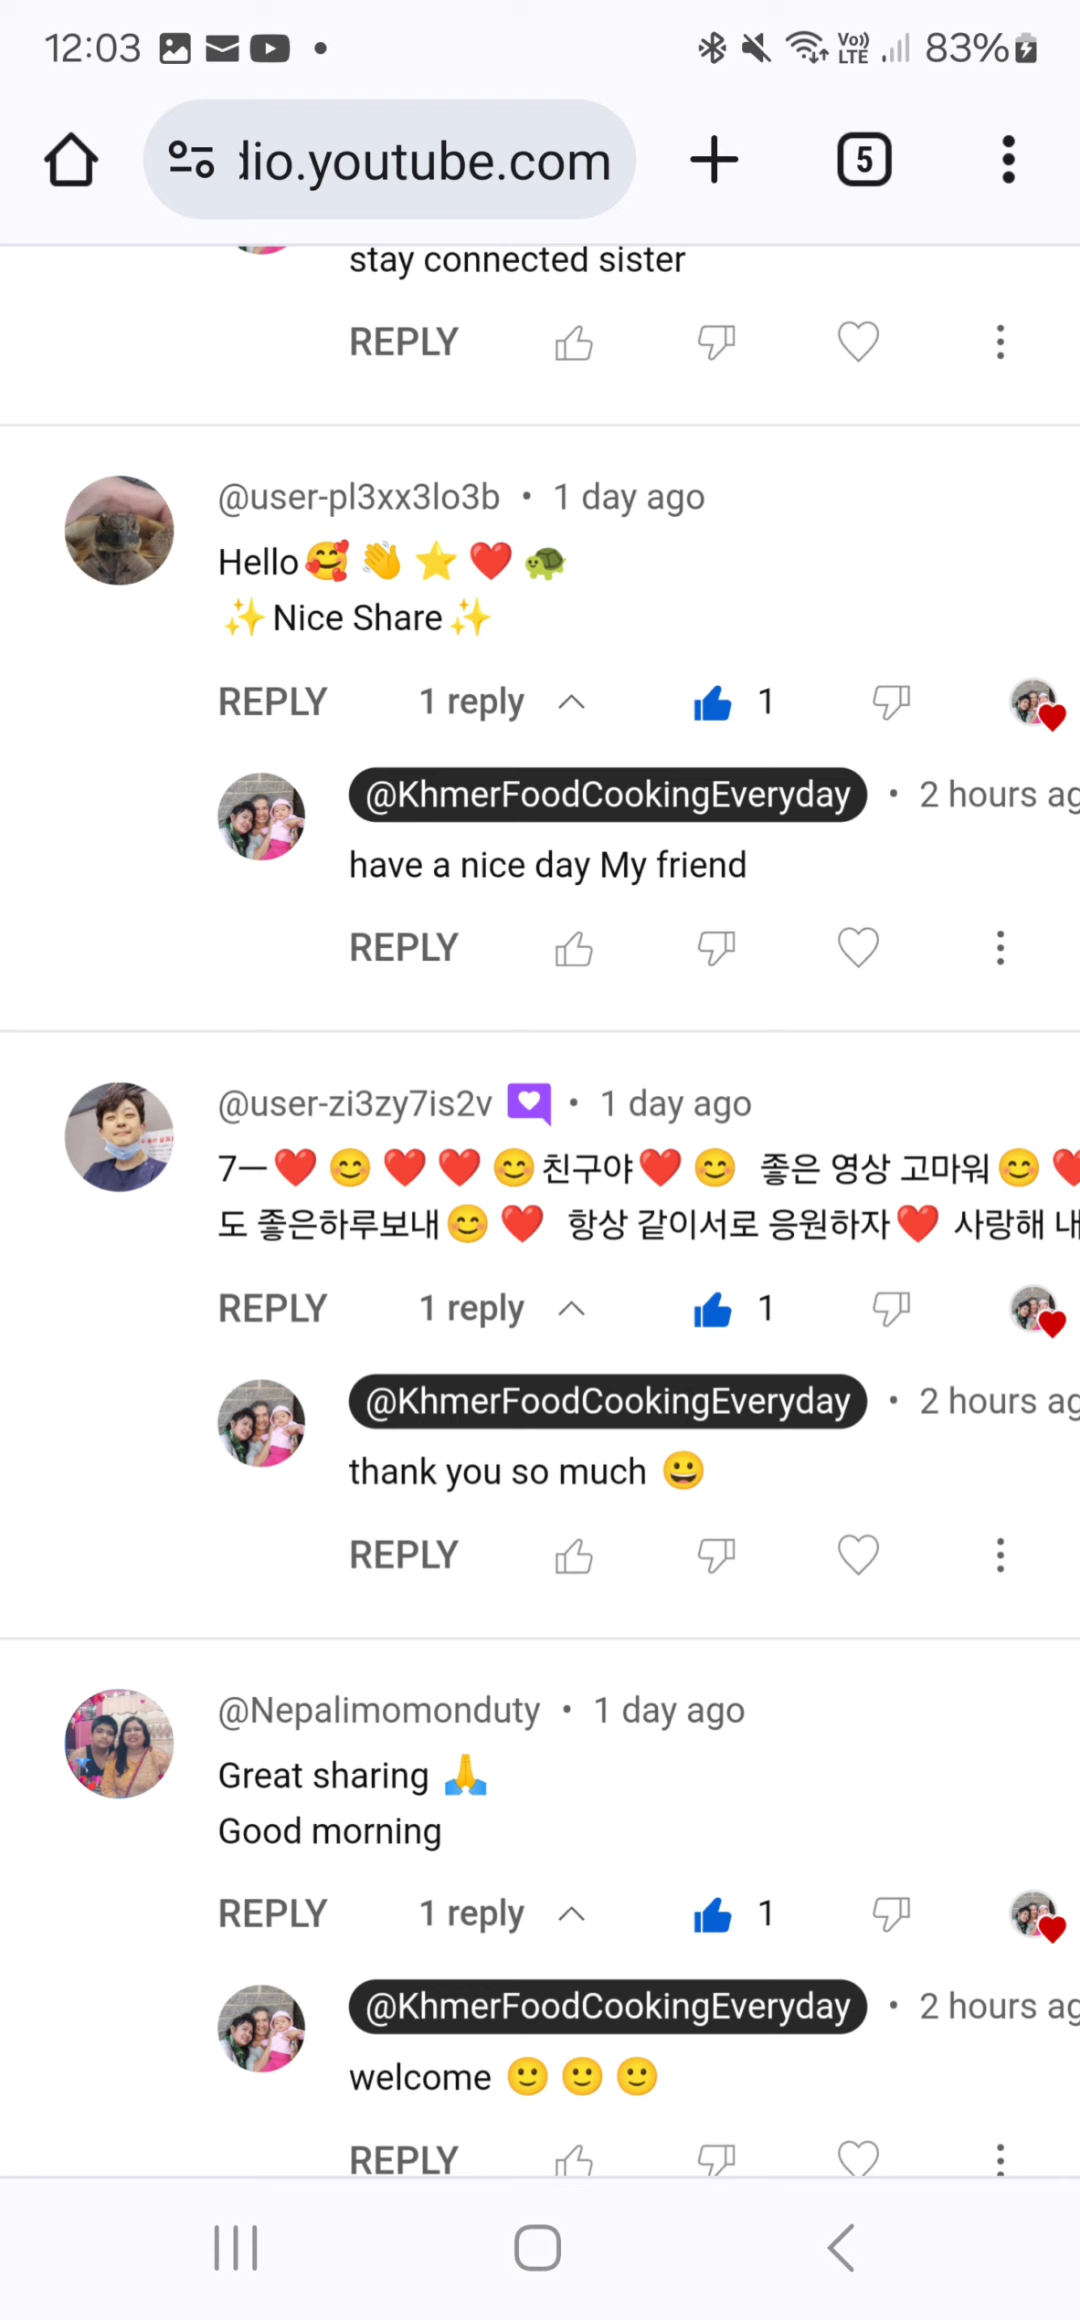 12:03
Vo)) LTE 83%
dio.youtube.com
5
stay connected sister
REPLY
@user-pl3xx3lo3b • 1 day ago
Hello🥰👋⭐❤️🐢
✨Nice Share✨
REPLY 1 reply 1
@KhmerFoodCookingEveryday • 2 hours ag
have a nice day My friend
REPLY
@user-zi3zy7is2v • 1 day ago
7ㅡ❤️😊❤️❤️😊친구야❤️😊 좋은 영상 고마워😊❤️
도 좋은하루보내😊❤️ 항상 같이서로 응원하자❤️ 사랑해 내
REPLY 1 reply 1
@KhmerFoodCookingEveryday • 2 hours ag
thank you so much 😀
REPLY
@Nepalimomonduty • 1 day ago
Great sharing 🙏
Good morning
REPLY 1 reply 1
@KhmerFoodCookingEveryday • 2 hours ag
welcome 🙂🙂🙂
REPLY